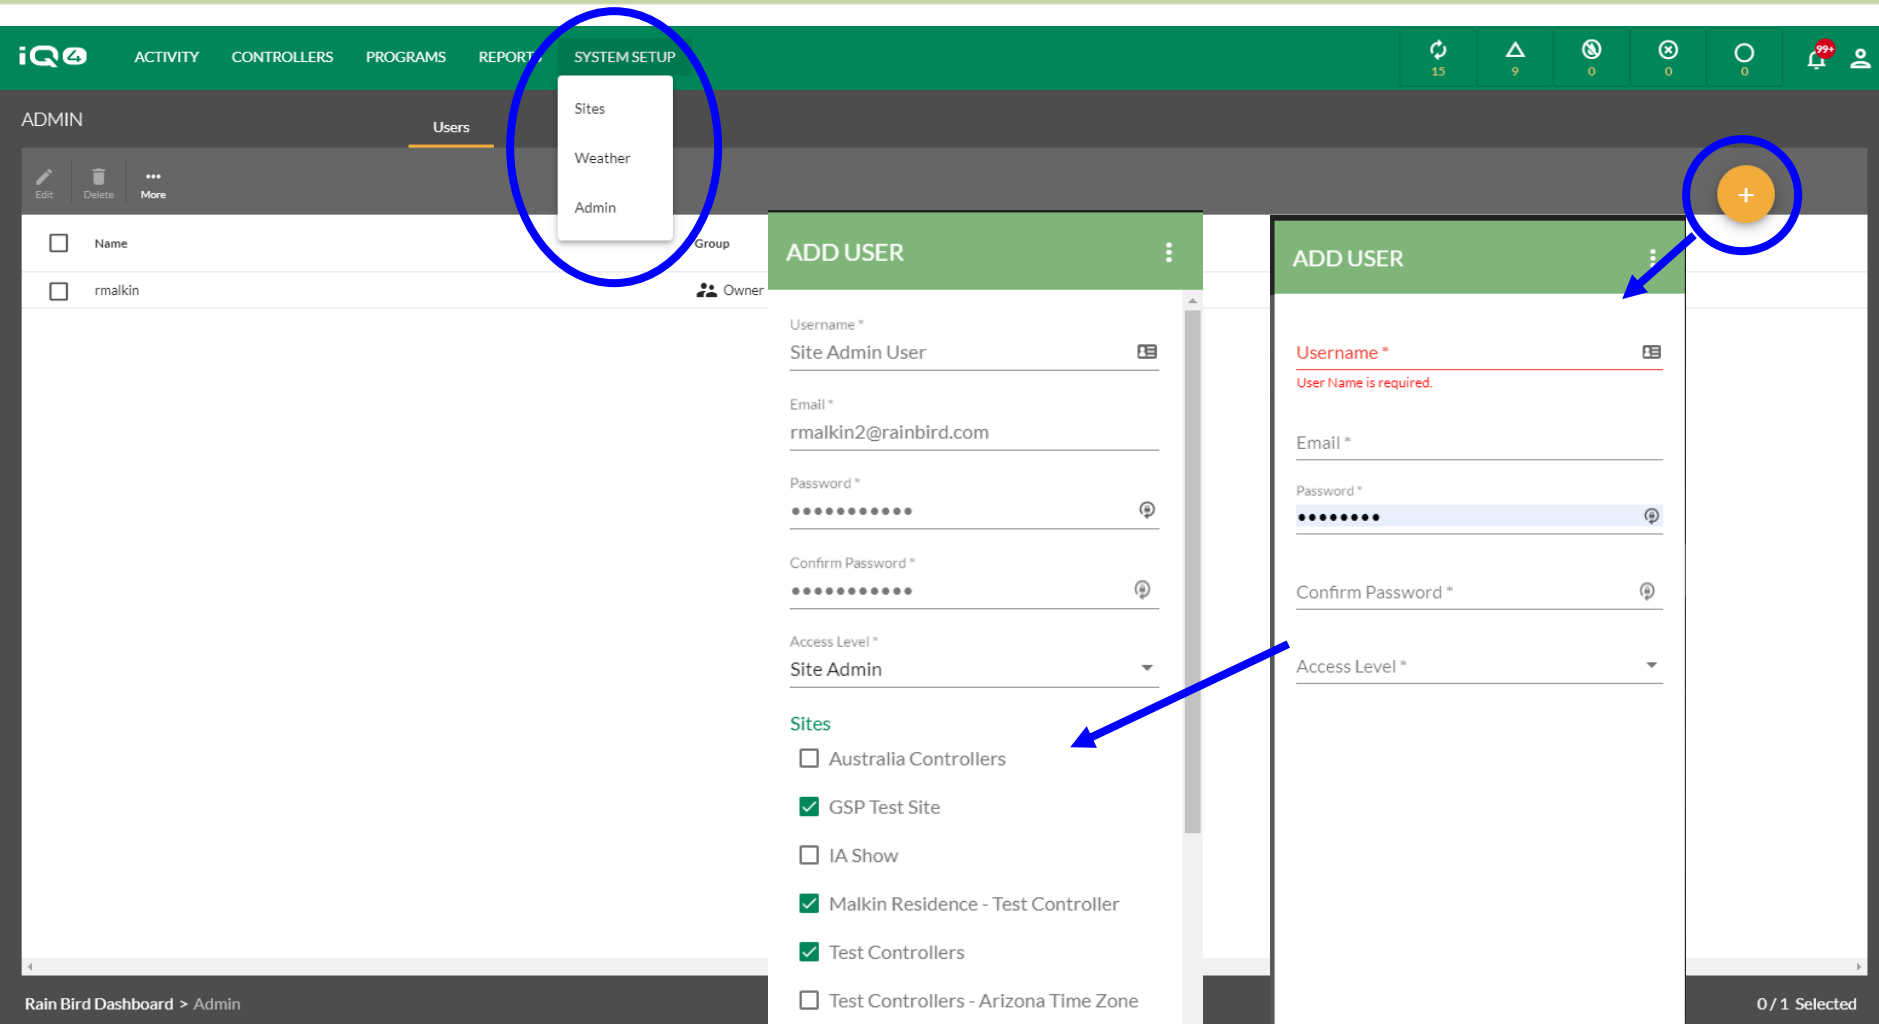 iQ4
ACTIVITY CONTROLLERS PROGRAMS REPORTS SYSTEM SETUP
15 9 0 0 0 99+
Sites
Weather
Admin
ADMIN
Users
Edit Delete More
Name Group
rmalkin Owner
ADD USER
Username *
Site Admin User
Email *
rmalkin2@rainbird.com
Password *
Confirm Password *
Access Level *
Site Admin
Sites
Australia Controllers
GSP Test Site
IA Show
Malkin Residence - Test Controller
Test Controllers
Test Controllers - Arizona Time Zone
ADD USER
Username *
User Name is required.
Email *
Password *
Confirm Password *
Access Level *
Rain Bird Dashboard > Admin
0 / 1 Selected